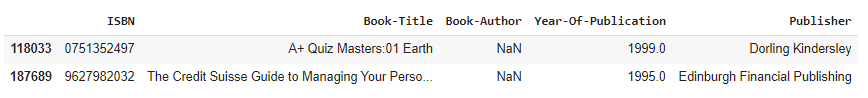 ISBN Book-Title Book-Author Year-Of-Publication Publisher
118033 0751352497 A+ Quiz Masters:01 Earth NaN 1999.0 Dorling Kindersley
187689 9627982032 The Credit Suisse Guide to Managing Your Perso... NaN 1995.0 Edinburgh Financial Publishing